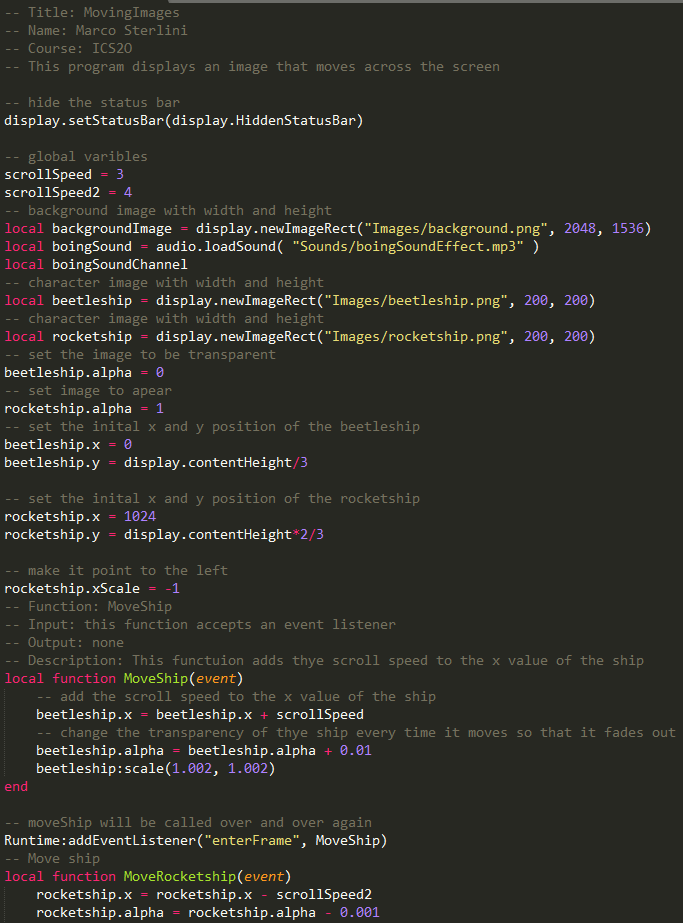 -- Title: MovingImages
-- Name: Marco Sterlini
-- Course: ICS2O
-- This program displays an image that moves across the screen
-- hide the status bar
display.setStatusBar(display.HiddenStatusBar)
-- global varibles
scrollSpeed = 3
scrollSpeed2 = 4
-- background image with width and height
local backgroundImage = display.newImageRect("Images/background.png", 2048, 1536)
local boingSound = audio.loadSound( "Sounds/boingSoundEffect.mp3" )
local boingSoundChannel
-- character image with width and height
local beetleship = display.newImageRect("Images/beetleship.png", 200, 200)
-- character image with width and height
local rocketship = display.newImageRect("Images/rocketship.png", 200, 200)
-- set the image to be transparent
beetleship.alpha = 0
-- set image to apear
rocketship.alpha = 1
-- set the inital x and y position of the beetleship
beetleship.x = 0
beetleship.y = display.contentHeight/3
-- set the inital x and y position of the rocketship
rocketship.x = 1024
rocketship.y = display.contentHeight*2/3
-- make it point to the left
rocketship.xScale = -1
-- Function: MoveShip
-- Input: this function accepts an event listener
-- Output: none
-- Description: This functuion adds thye scroll speed to the x value of the ship
local function MoveShip(event)
-- add the scroll speed to the x value of the ship
beetleship.x = beetleship.x + scrollSpeed
-- change the transparency of thye ship every time it moves so that it fades out
beetleship.alpha = beetleship.alpha + 0.01
beetleship:scale(1.002, 1.002)
end
-- moveShip will be called over and over again
Runtime:addEventListener("enterFrame", MoveShip)
-- Move ship
local function MoveRocketship(event)
rocketship.x = rocketship.x - scrollSpeed2
rocketship.alpha = rocketship.alpha - 0.001